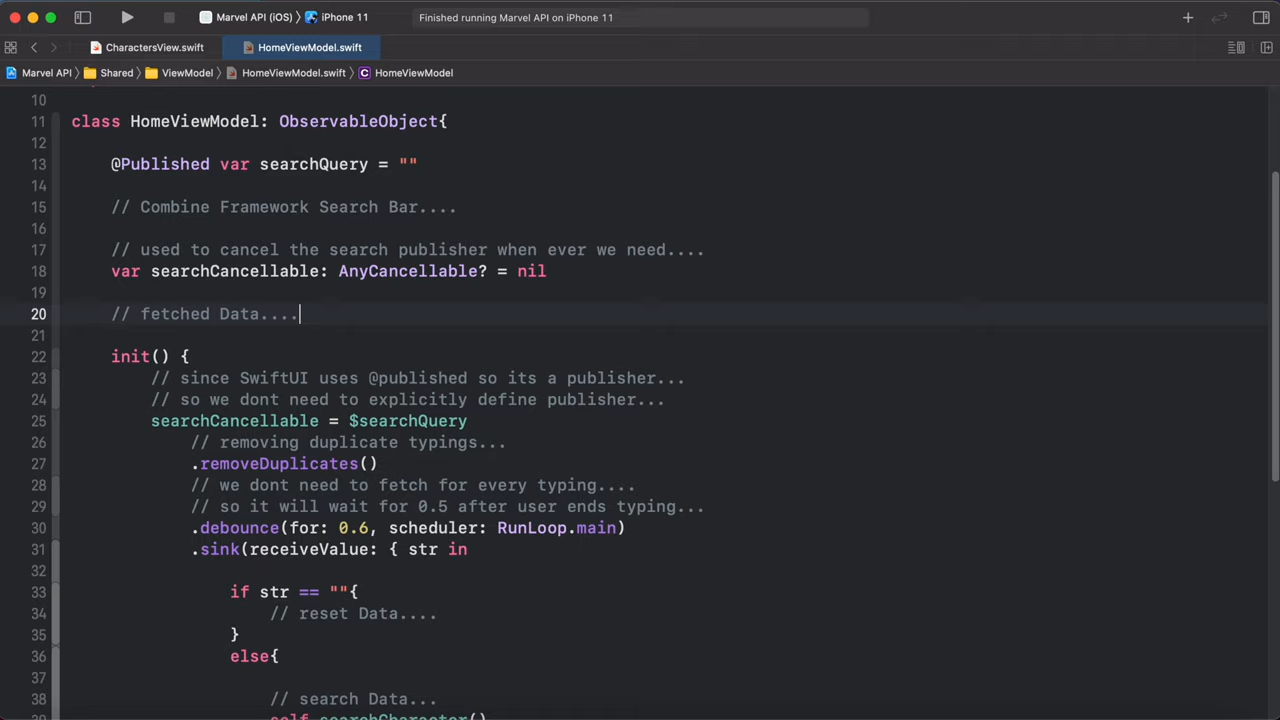 Marvel API (iOS) 〉 iPhone 11
Finished running Marvel API on iPhone 11
CharactersView.swift
HomeViewModel.swift
Marvel API 〉 Shared 〉 ViewModel 〉 HomeViewModel.swift 〉 C HomeViewModel
10
11 class HomeViewModel: ObservableObject{
12
13 @Published var searchQuery = ""
14
15 // Combine Framework Search Bar....
16
17 // used to cancel the search publisher when ever we need....
18 var searchCancellable: AnyCancellable? = nil
19
20 // fetched Data....
21
22 init() {
23 // since SwiftUI uses @published so its a publisher...
24 // so we dont need to explicitly define publisher...
25 searchCancellable = $searchQuery
26 // removing duplicate typings...
27 .removeDuplicates()
28 // we dont need to fetch for every typing....
29 // so it will wait for 0.5 after user ends typing...
30 .debounce(for: 0.6, scheduler: RunLoop.main)
31 .sink(receiveValue: { str in
32
33 if str == ""{
34 // reset Data....
35 }
36 else{
37
38 // search Data...
39 self.searchCharacter()